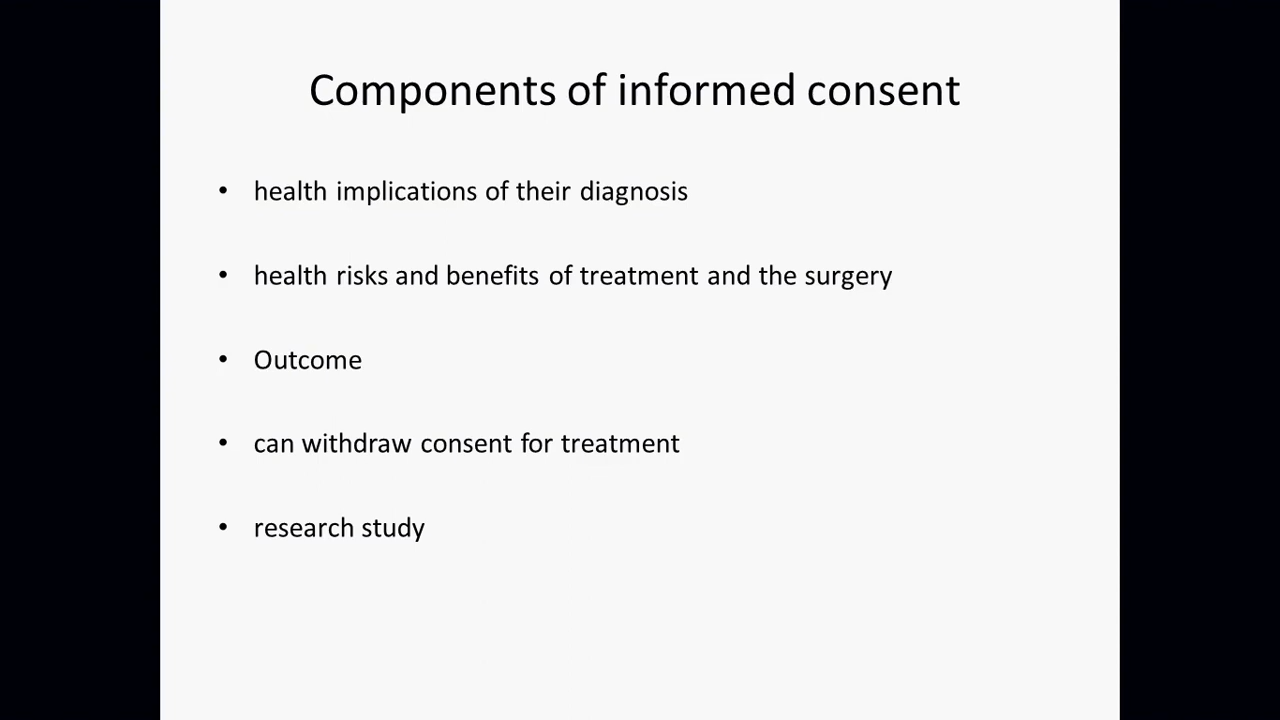 Components of informed consent
• health implications of their diagnosis
• health risks and benefits of treatment and the surgery
• Outcome
• can withdraw consent for treatment
• research study